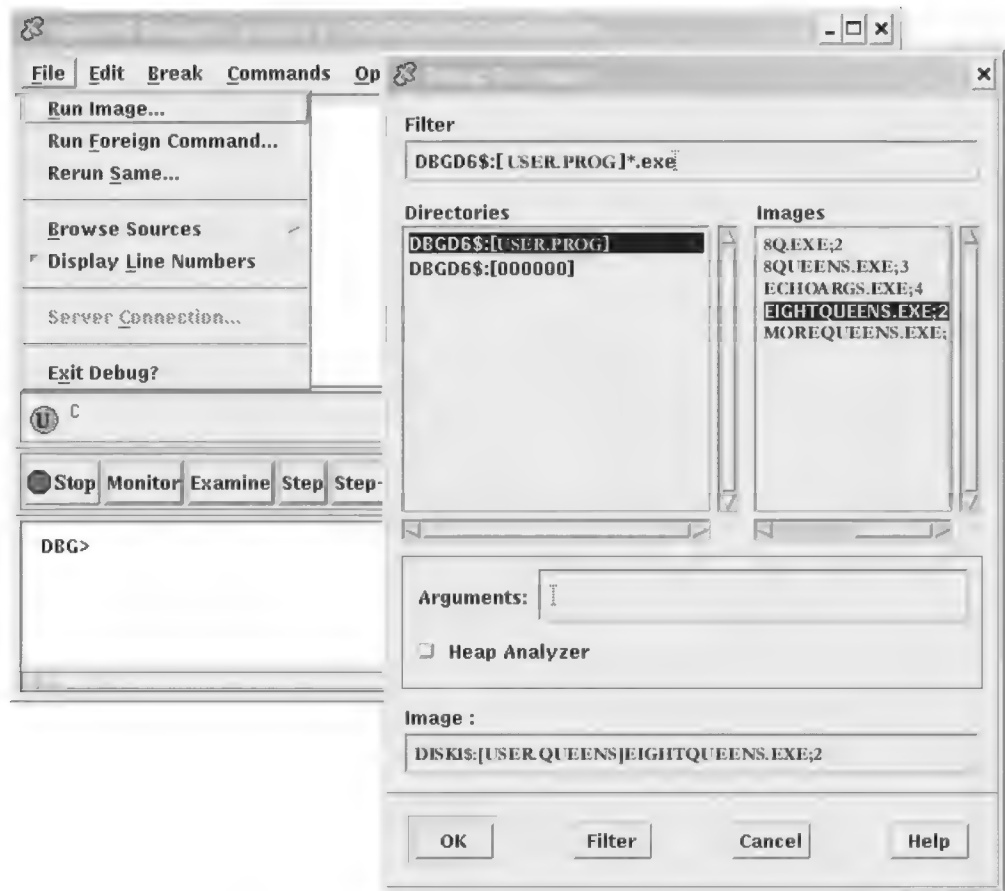 File Edit Break Commands Op
Run Image...
Run Foreign Command...
Rerun Same...
Browse Sources
Display Line Numbers
Server Connection...
Exit Debug?
U C
Stop Monitor Examine Step Step-
DBG>
Filter
DBGD6$:[USER.PROG]*.exe
Directories
DBGD6$:[USER.PROG]
DBGD6$:[000000]
Images
8Q.EXE;2
8QUEENS.EXE;3
ECHOARGS.EXE;4
EIGHTQUEENS.EXE;2
MOREQUEENS.EXE;
Arguments:
Heap Analyzer
Image :
DISK1$:[USER.QUEENS]EIGHTQUEENS.EXE;2
OK Filter Cancel Help